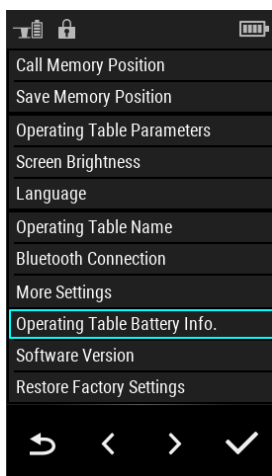 Call Memory Position
Save Memory Position
Operating Table Parameters
Screen Brightness
Language
Operating Table Name
Bluetooth Connection
More Settings
Operating Table Battery Info.
Software Version
Restore Factory Settings